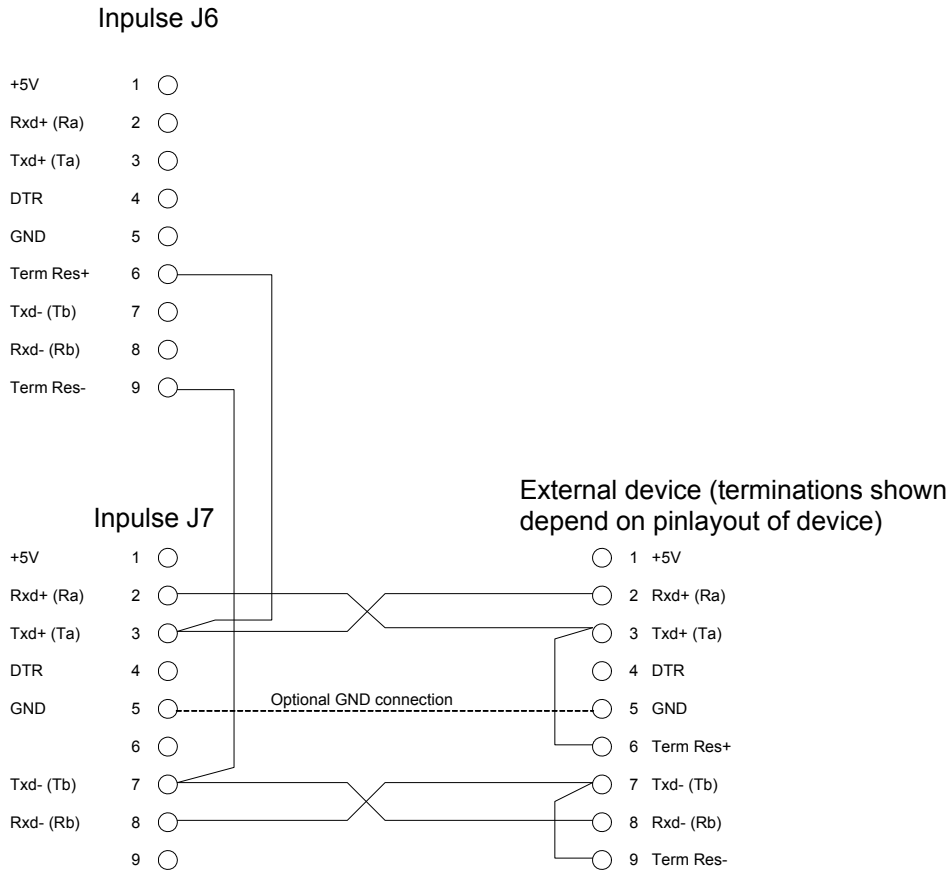 Inpulse J6
+5V 1
Rxd+ (Ra) 2
Txd+ (Ta) 3
DTR 4
GND 5
Term Res+ 6
Txd- (Tb) 7
Rxd- (Rb) 8
Term Res- 9
External device (terminations shown
depend on pinlayout of device)
Inpulse J7
+5V 1 1 +5V
Rxd+ (Ra) 2 2 Rxd+ (Ra)
Txd+ (Ta) 3 3 Txd+ (Ta)
DTR 4 4 DTR
GND 5 Optional GND connection 5 GND
6 6 Term Res+
Txd- (Tb) 7 7 Txd- (Tb)
Rxd- (Rb) 8 8 Rxd- (Rb)
9 9 Term Res-